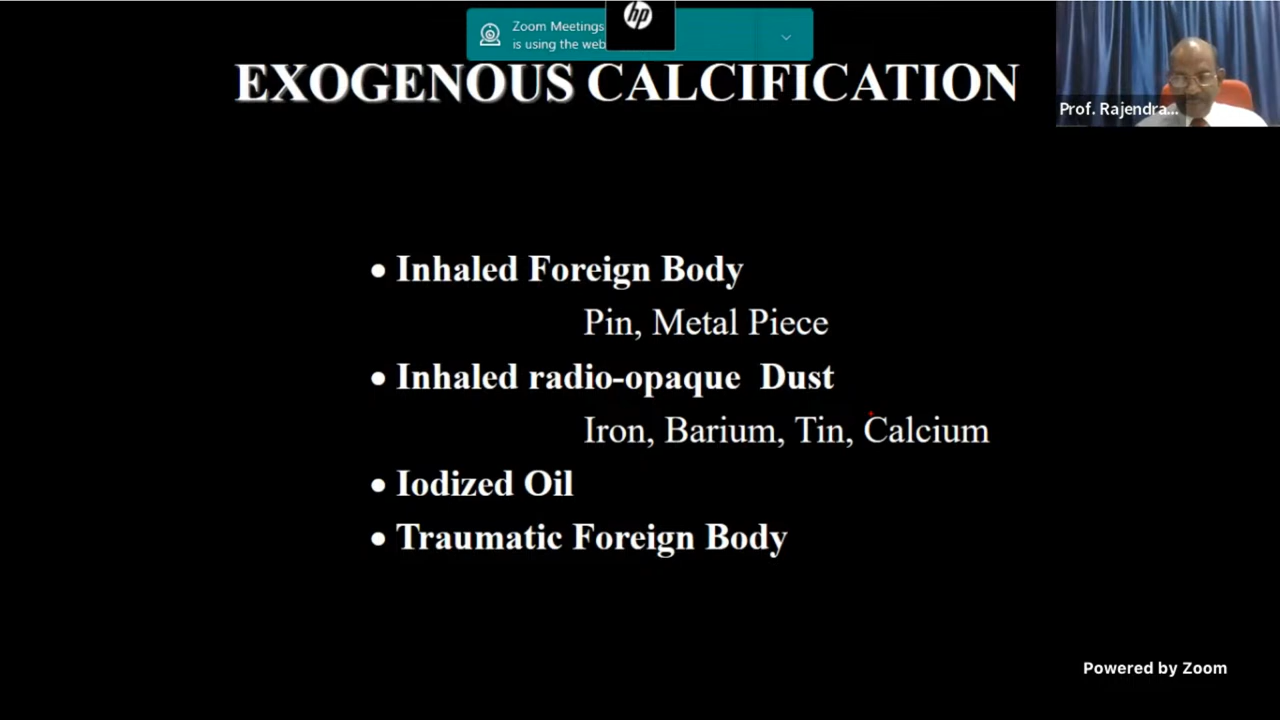 hp
Zoom Meetings
is using the web
EXOGENOUS CALCIFICATION
Prof. Rajendra...
• Inhaled Foreign Body
Pin, Metal Piece
• Inhaled radio-opaque Dust
Iron, Barium, Tin, Calcium
• Iodized Oil
• Traumatic Foreign Body
Powered by Zoom